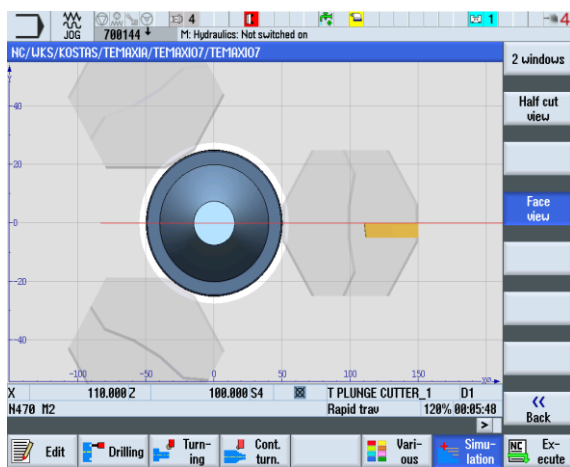 4 1 4
JOG 700144 M: Hydraulics: Not switched on
NC/WKS/KOSTAS/TEMAXIA/TEMAXIO7/TEMAXIO7
2 windows
Half cut
view
Face
view
Back
40
20
0
-20
-40
-100 -50 0 50 100 150
X 110.000 Z 100.000 S4 T PLUNGE CUTTER_1 D1
N470 M2 Rapid trav 120% 00:05:48
Edit Drilling Turn-
ing Cont.
turn. Vari-
ous Simu-
lation NC Ex-
ecute